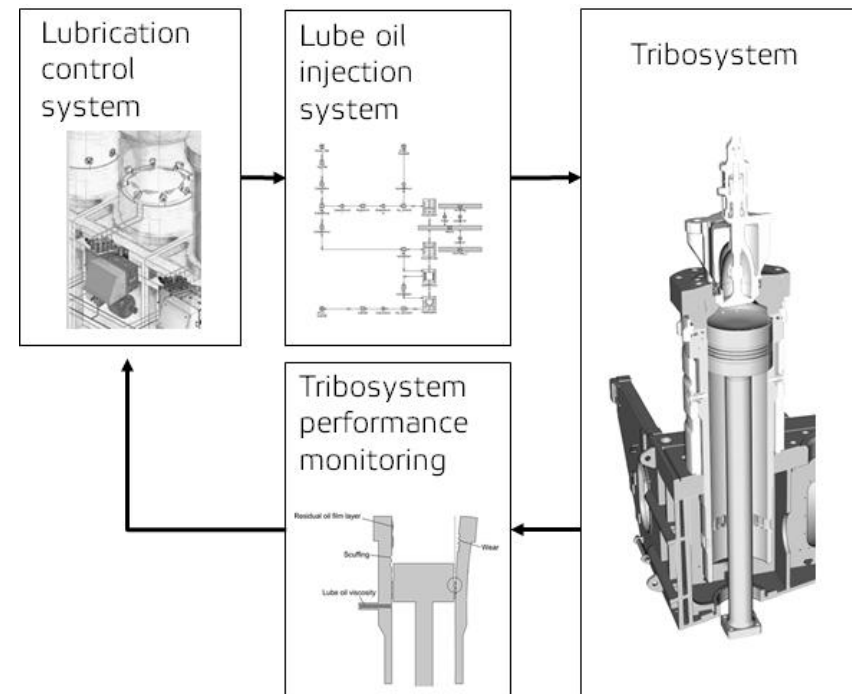 Lubrication
control
system
Lube oil
injection
system
Tribosystem
Tribosystem
performance
monitoring
Residual oil film layer
Scuffing
Wear
Lube oil viscosity